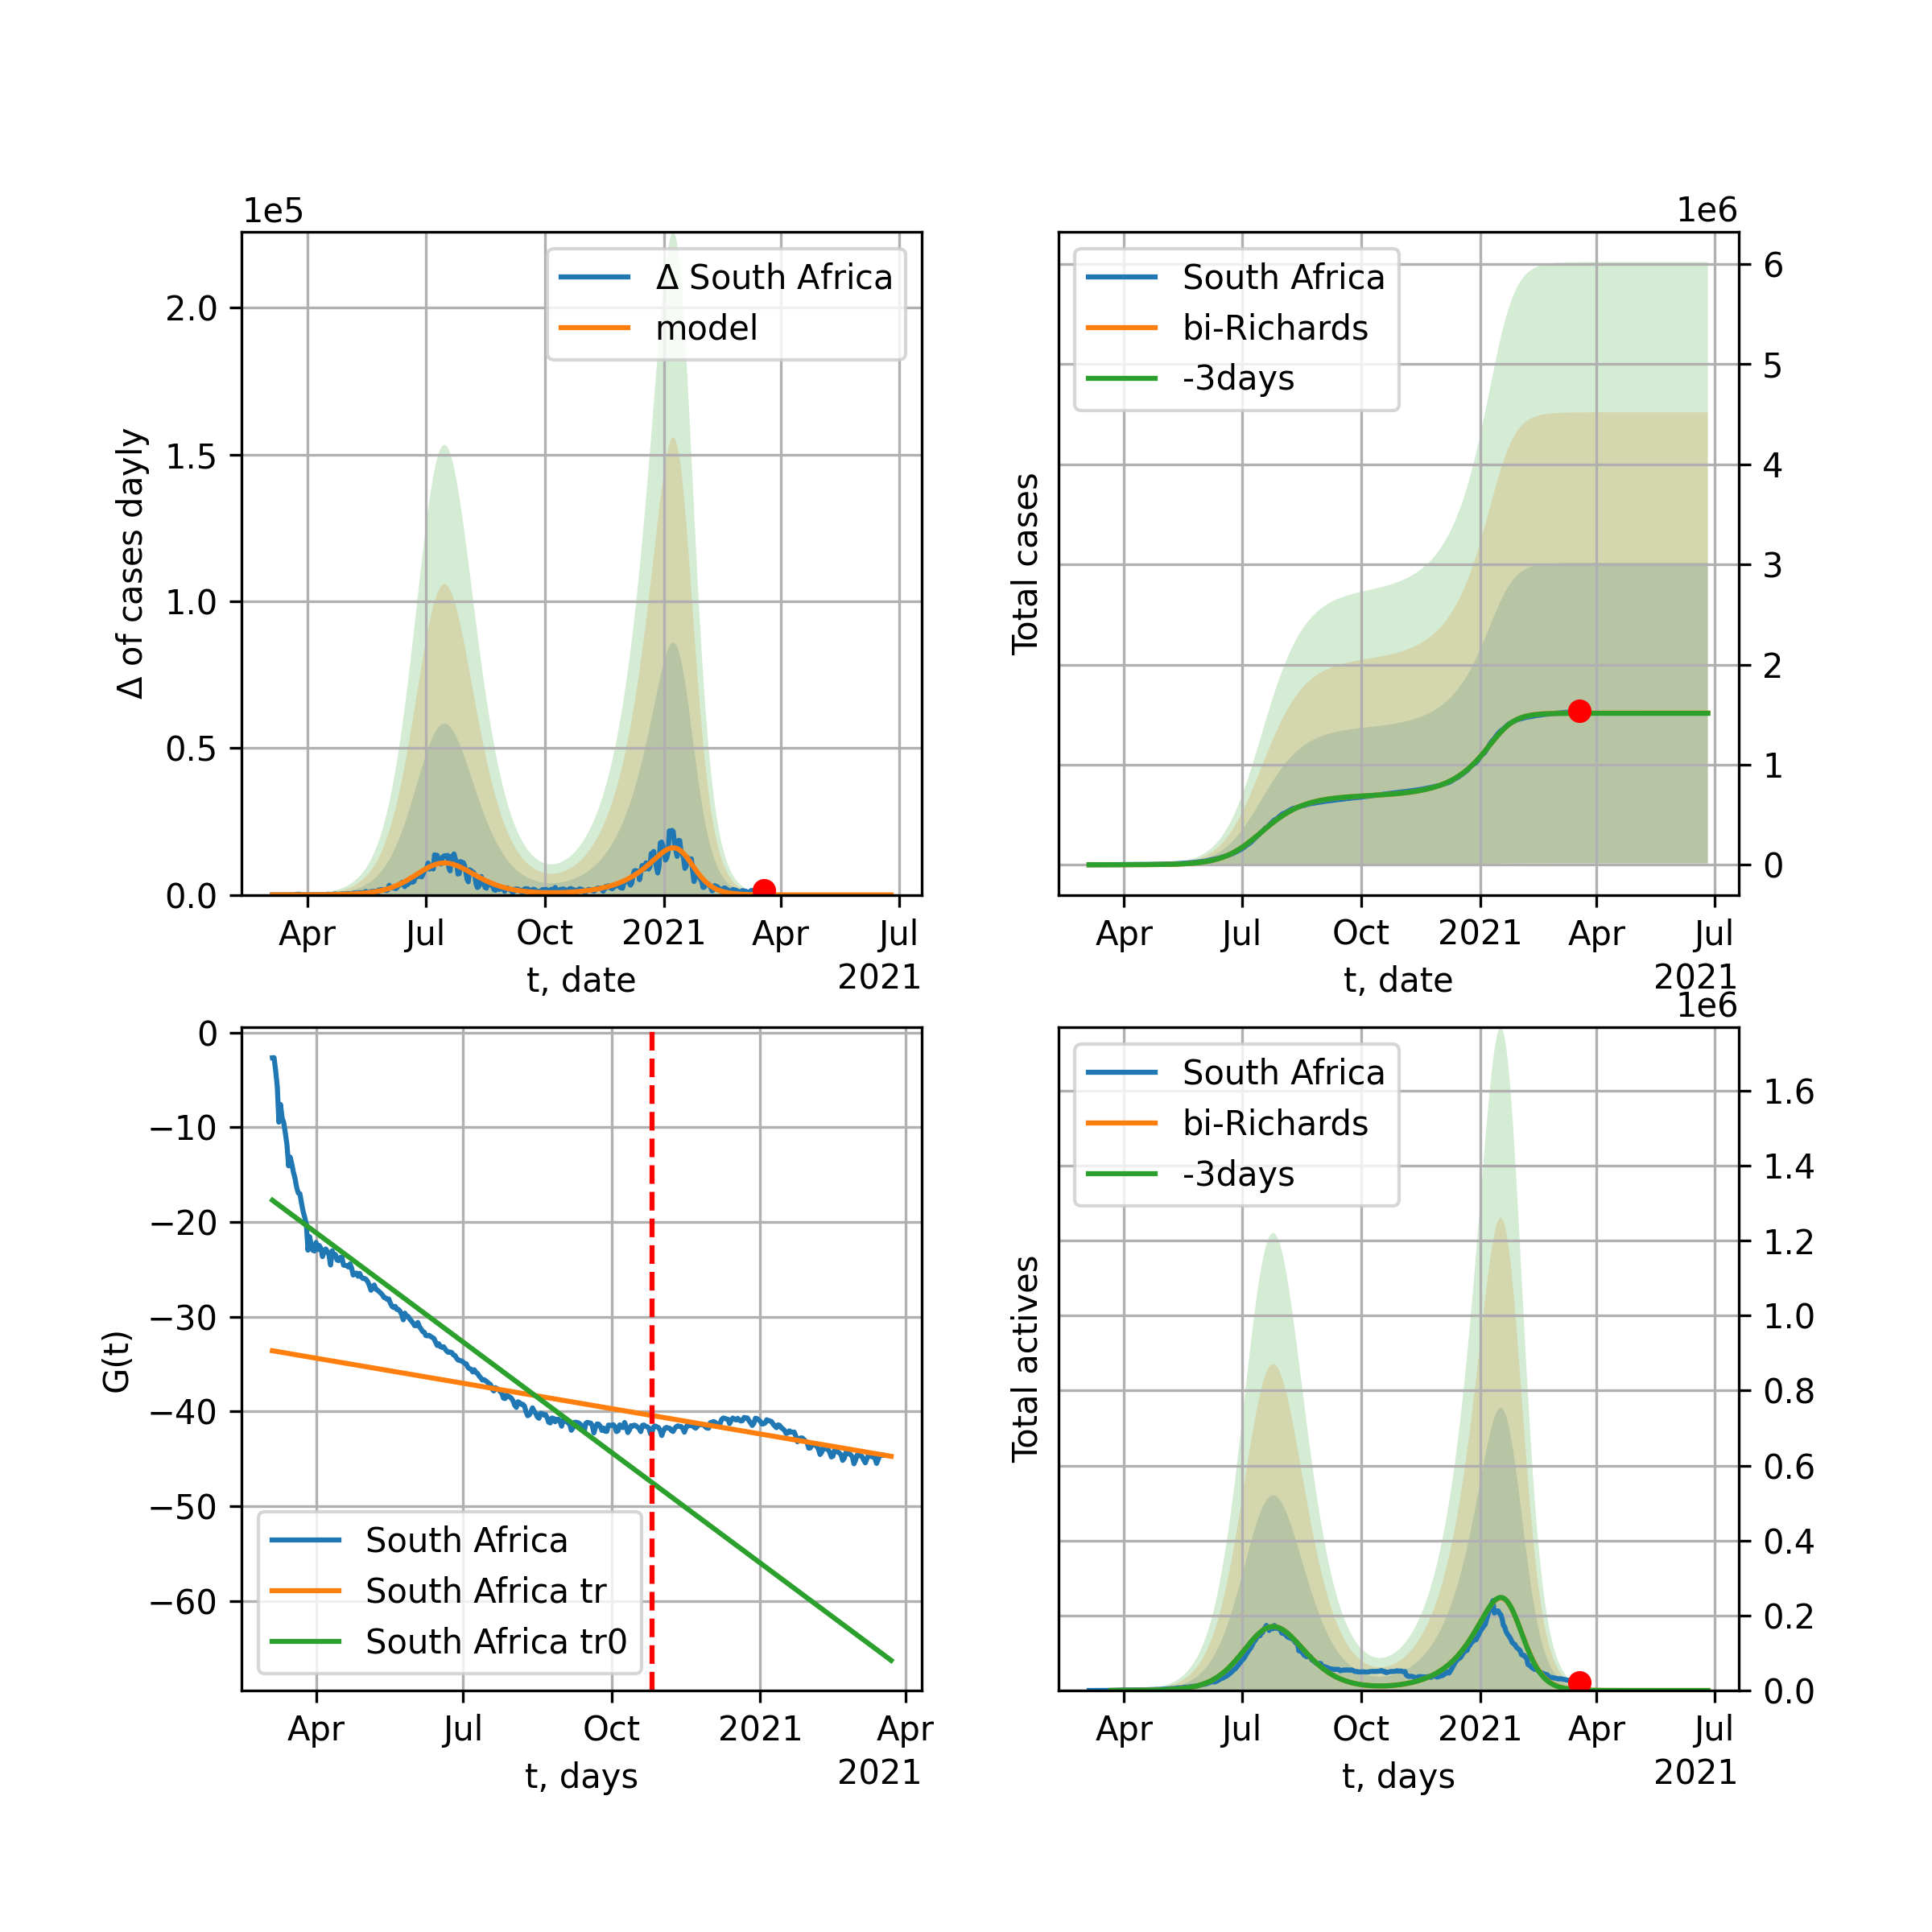 1e5
Δ South Africa
model
2.0
1.5
1.0
0.5
0.0
Δ of cases dayly
Apr
Jul
Oct
2021
Apr
Jul
t, date
2021
1e6
South Africa
bi-Richards
-3days
6
5
4
3
2
1
0
Total cases
Apr
Jul
Oct
2021
Apr
Jul
t, date
2021
0
−10
−20
−30
−40
−50
−60
G(t)
South Africa
South Africa tr
South Africa tr0
Apr
Jul
Oct
2021
Apr
t, days
2021
1e6
South Africa
bi-Richards
-3days
1.6
1.4
1.2
1.0
0.8
0.6
0.4
0.2
0.0
Total actives
Apr
Jul
Oct
2021
Apr
Jul
t, days
2021